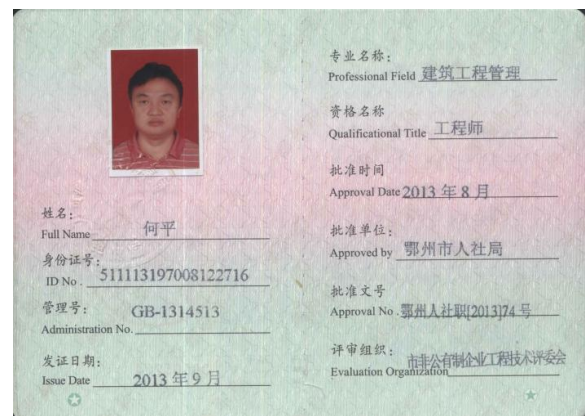 姓名:
Full Name 何平
身份证号:
ID No. 511113197008122716
管理号:
Administration No. GB-1314513
发证日期:
Issue Date 2013 年 9 月
专业名称:
Professional Field 建筑工程管理
资格名称
Qualificational Title 工程师
批准时间
Approval Date 2013 年 8 月
批准单位:
Approved by 鄂州市人社局
批准文号
Approval No. 鄂州人社职[2013]74 号
评审组织:
Evaluation Organization 市非公有制企业工程技术评委会